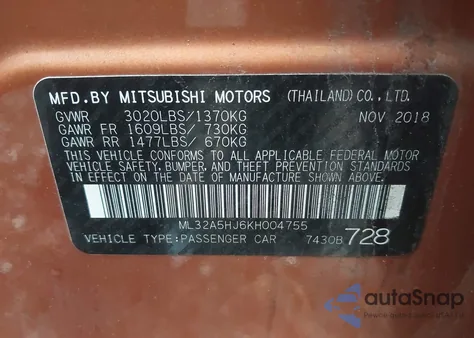 MFD.BY MITSUBISHI MOTORS (THAILAND)CO.,LTD.
GVWR 3020LBS/1370KG NOV 2018
GAWR FR 1609LBS/ 730KG
GAWR RR 1477LBS/ 670KG
THIS VEHICLE CONFORMS TO ALL APPLICABLE FEDERAL MOTOR
VEHICLE SAFETY,BUMPER,AND THEFT PREVENTION STANDARDS
IN EFFECT ON THE DATE OF MANUFACTURE SHOWN ABOVE.
ML32A5HJ6KH004755
VEHICLE TYPE:PASSENGER CAR 7430B 728
autoSnap